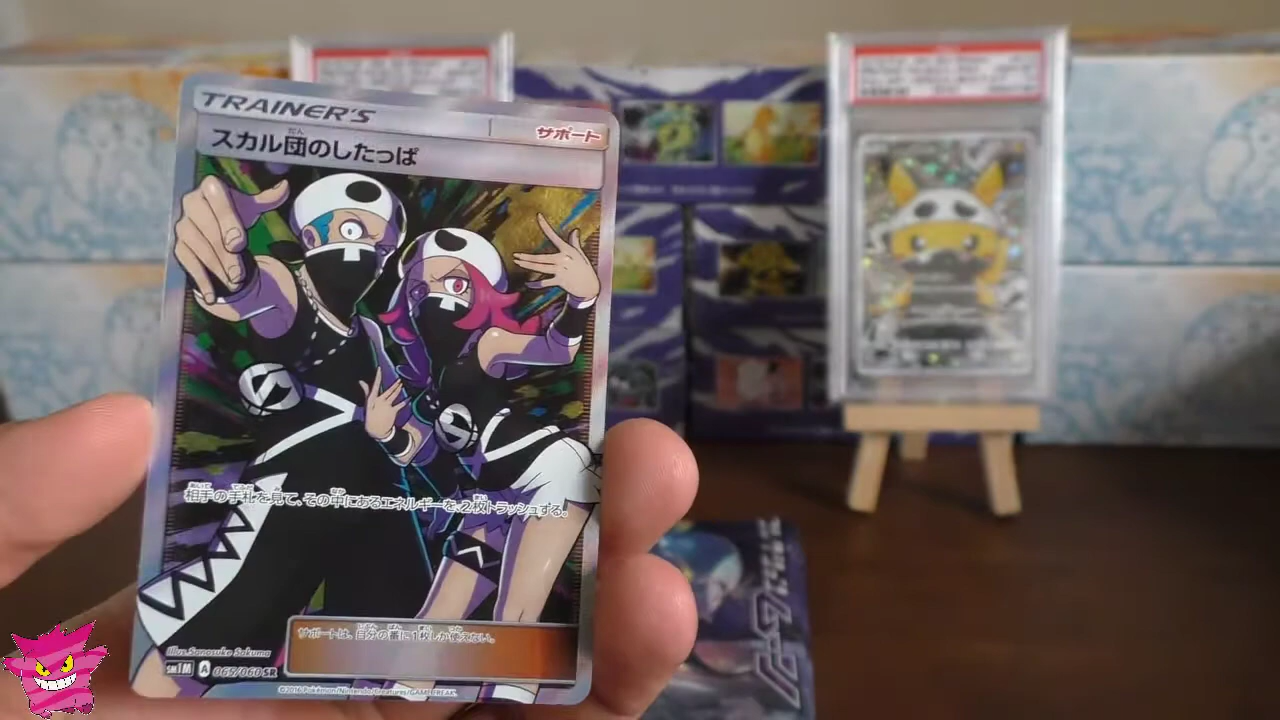 TRAINER'S
サポート
スカル団のしたっぱ
相手の手札を見て、その中にあるエネルギーを、2枚トラッシュする。
サポートは、自分の番に1枚しか使えない。
Illus. Sanosuke Sakuma
SM1M A 065/060 SR
©2016 Pokémon/Nintendo/Creatures/GAME FREAK.